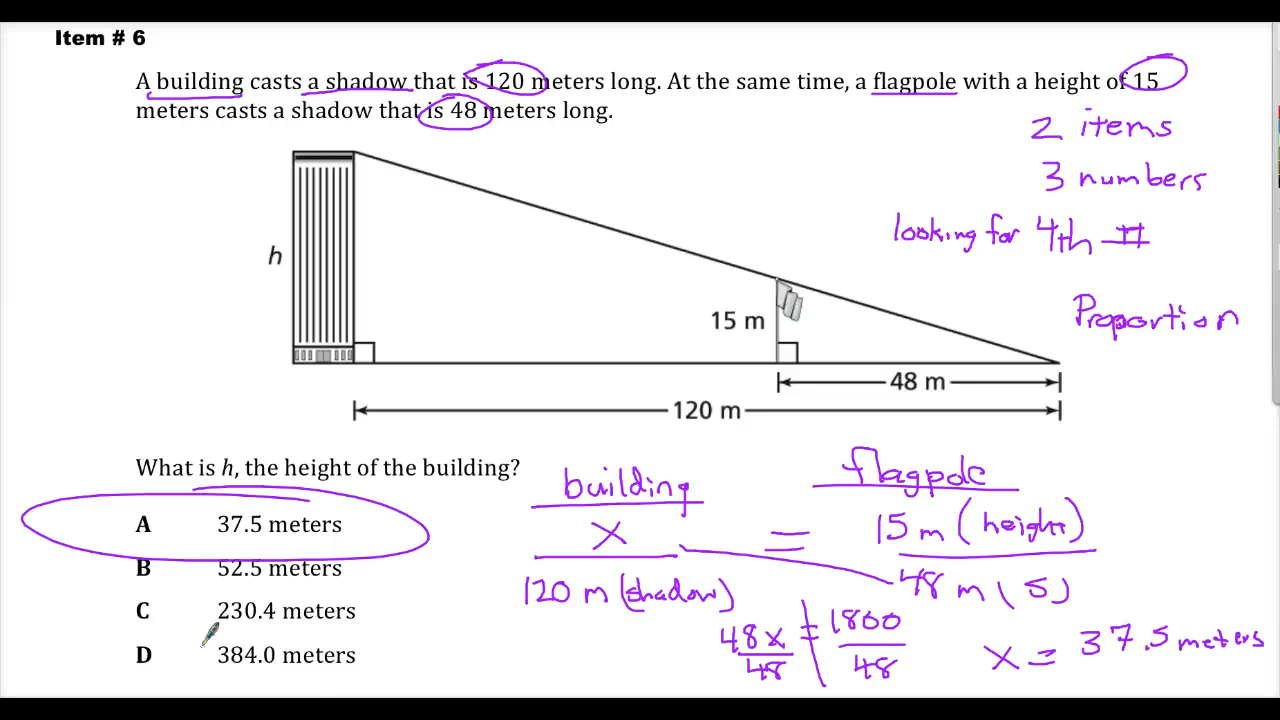 Item # 6
A building casts a shadow that is 120 meters long. At the same time, a flagpole with a height of 15
meters casts a shadow that is 48 meters long.
2 items
3 numbers
looking for 4th #
Proportion
h
15 m
48 m
120 m
What is h, the height of the building?
A 37.5 meters
B 52.5 meters
C 230.4 meters
D 384.0 meters
building flagpole
X = 15 m (height)
120 m (shadow) 48 m (S)
48x = 1800
48 48
x = 37.5 meters